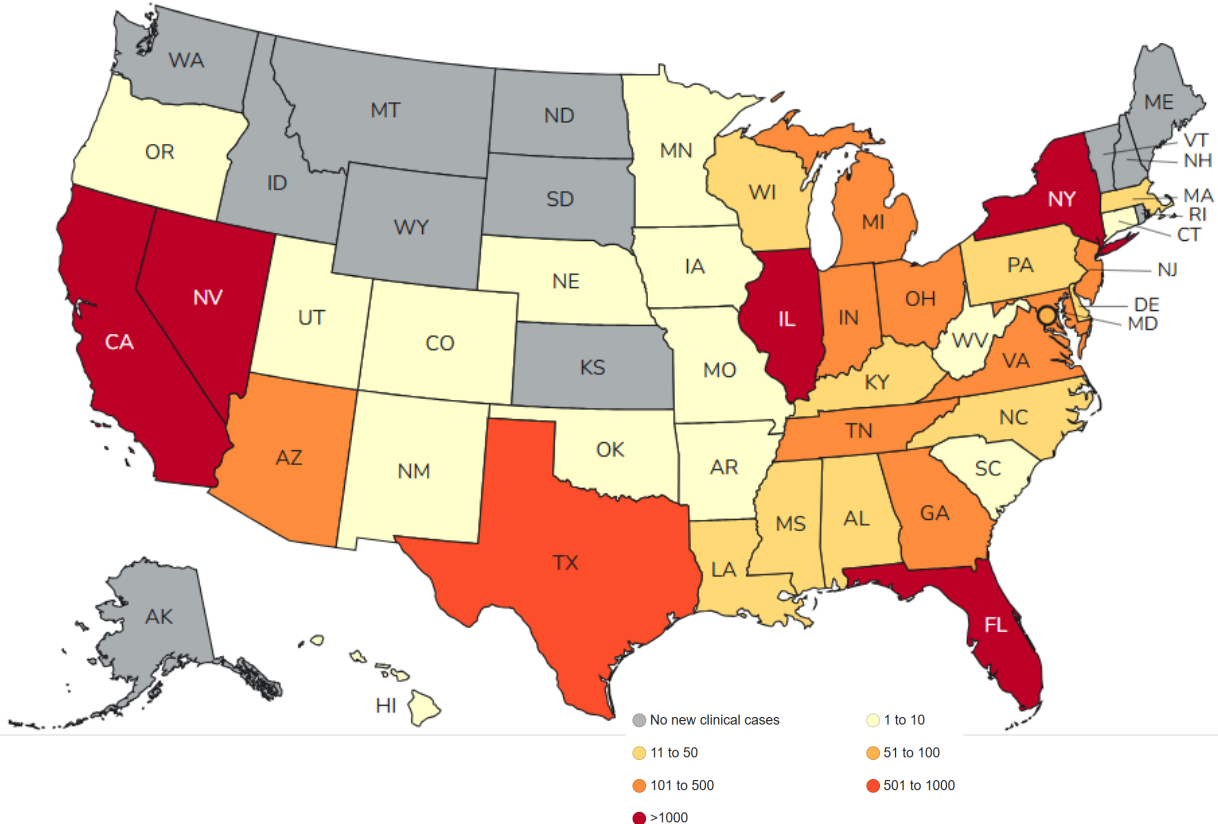 WA
MT
ND
MN
ME
OR
ID
SD
WI
VT
NH
WY
MI
NY
MA
RI
CT
NV
UT
NE
IA
PA
NJ
CA
CO
KS
MO
IL
IN
OH
WV
VA
DE
MD
KY
AZ
NM
OK
AR
TN
NC
SC
TX
LA
MS
AL
GA
AK
FL
HI
No new clinical cases
1 to 10
11 to 50
51 to 100
101 to 500
501 to 1000
>1000